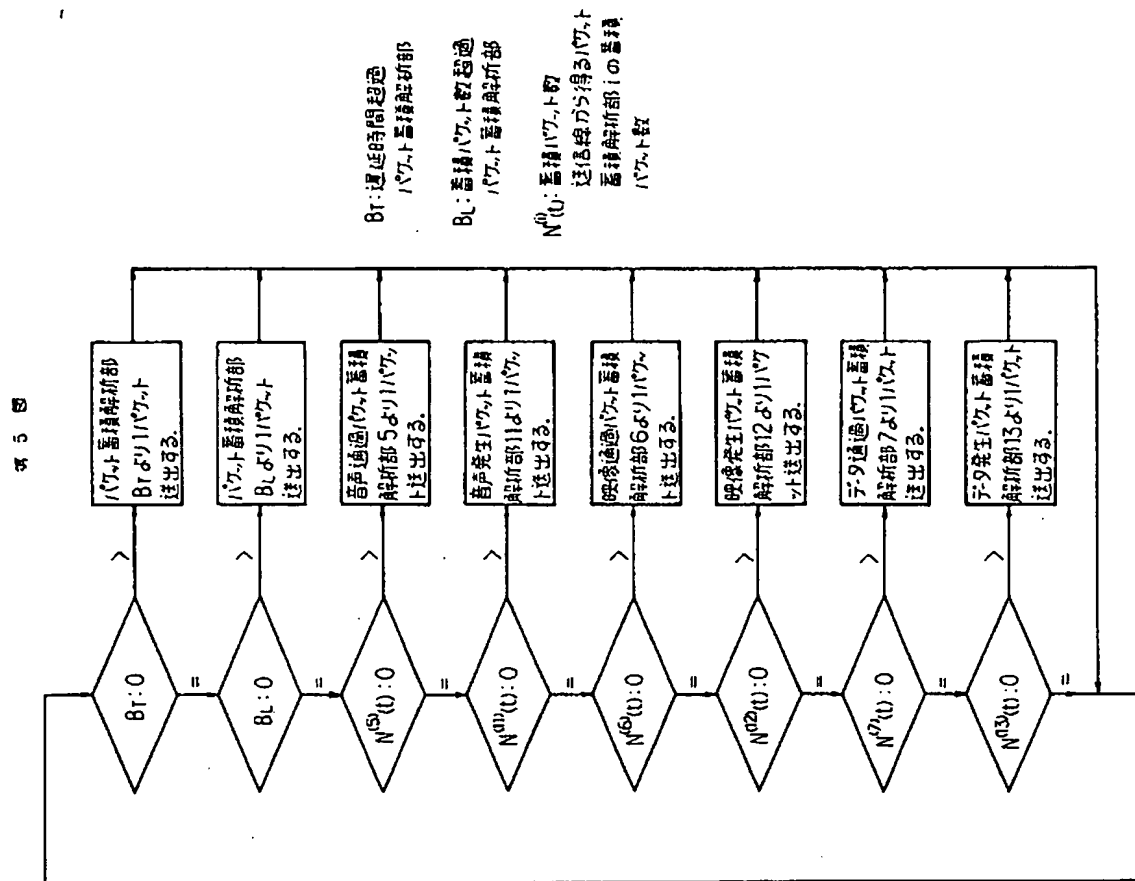 第 5 図
BT:0
>
パケット蓄積解析部
BTより1パケット
送出する.
=
BL:0
>
パケット蓄積解析部
BLより1パケット
送出する.
=
N(5)(t):0
>
音声通過パケット蓄積
解析部5より1パケッ
ト送出する.
=
N(11)(t):0
>
音声発生パケット蓄積
解析部11より1パケッ
ト送出する.
=
N(6)(t):0
>
映像通過パケット蓄積
解析部6より1パケッ
ト送出する.
=
N(12)(t):0
>
映像発生パケット蓄積
解析部12より1パケ
ット送出する.
=
N(7)(t):0
>
データ通過パケット蓄積
解析部7より1パケット
送出する.
=
N(13)(t):0
>
データ発生パケット蓄積
解析部13より1パケット
送出する.
=
BT:遅延時間超過
パケット蓄積解析部
BL:蓄積パケット数超過
パケット蓄積解析部
N(i)(t):蓄積パケット数
送信線から得るパケット
蓄積解析部iの蓄積
パケット数